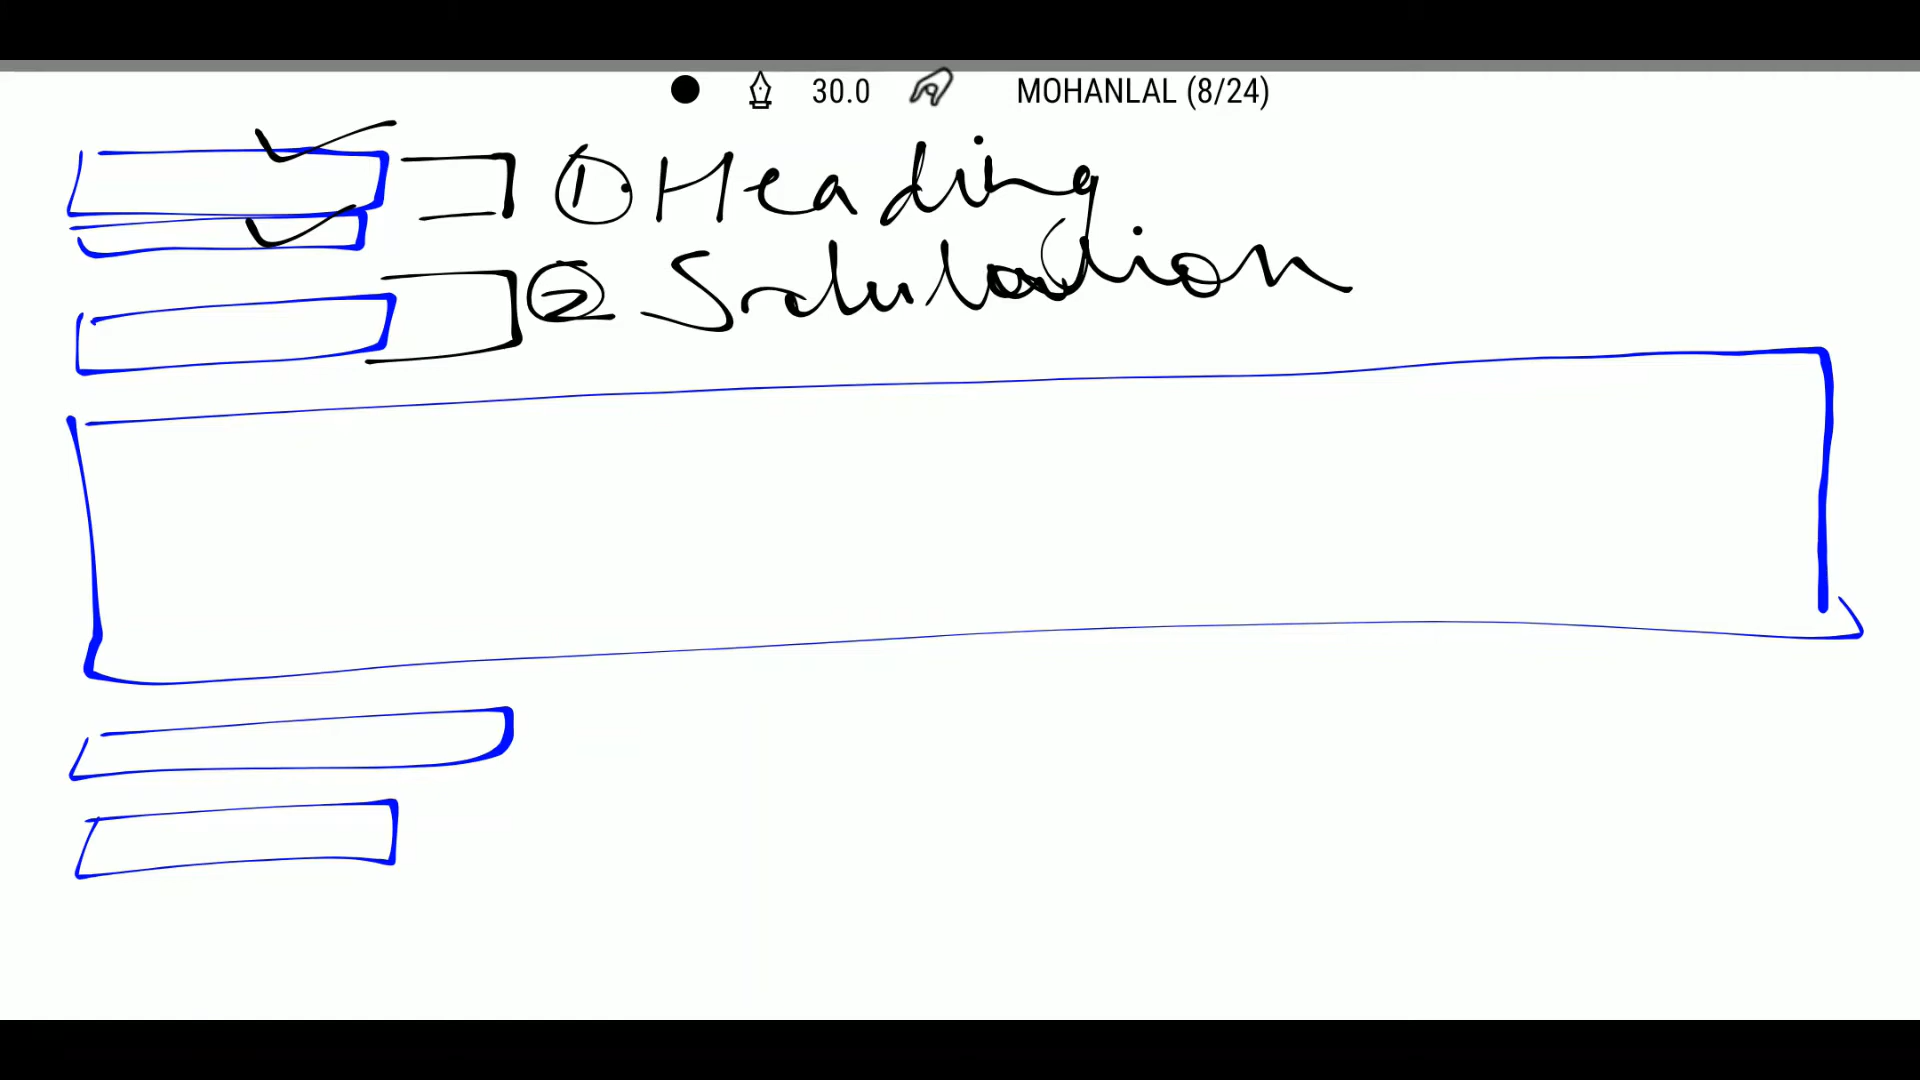 30.0 MOHANLAL (8/24)
① Heading
② Salutation